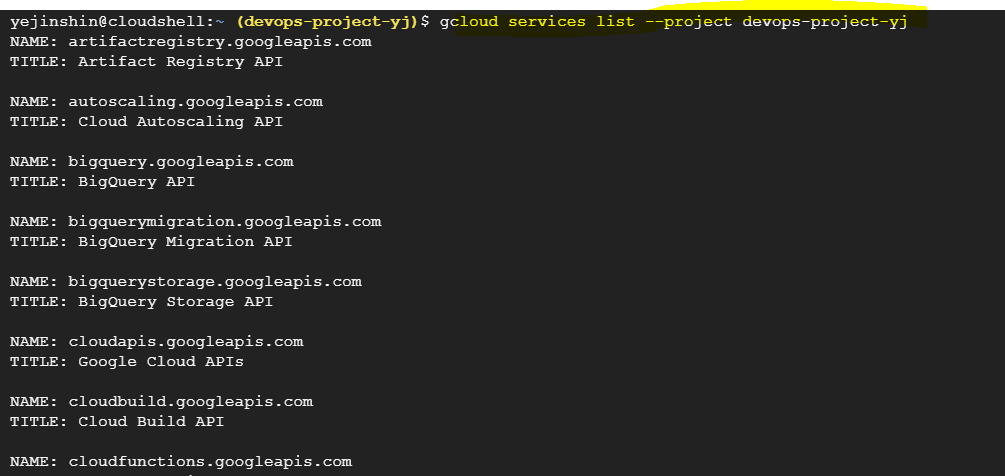 yejinshin@cloudshell:~ (devops-project-yj)$ gcloud services list --project devops-project-yj
NAME: artifactregistry.googleapis.com
TITLE: Artifact Registry API
NAME: autoscaling.googleapis.com
TITLE: Cloud Autoscaling API
NAME: bigquery.googleapis.com
TITLE: BigQuery API
NAME: bigquerymigration.googleapis.com
TITLE: BigQuery Migration API
NAME: bigquerystorage.googleapis.com
TITLE: BigQuery Storage API
NAME: cloudapis.googleapis.com
TITLE: Google Cloud APIs
NAME: cloudbuild.googleapis.com
TITLE: Cloud Build API
NAME: cloudfunctions.googleapis.com